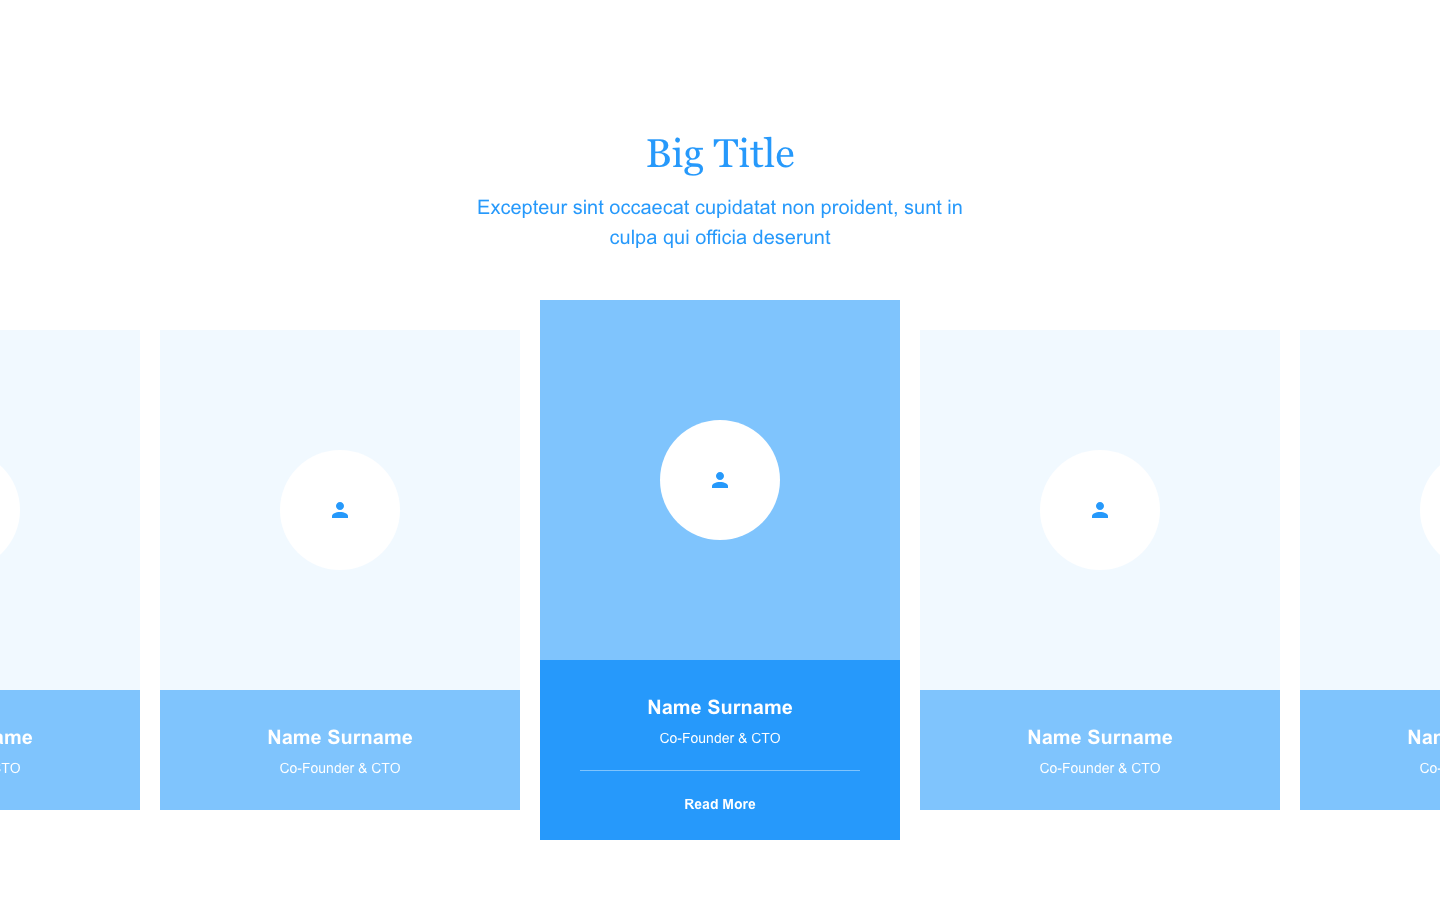 Big Title
Excepteur sint occaecat cupidatat non proident, sunt in
culpa qui officia deserunt
ame
CTO
Name Surname
Co-Founder & CTO
Name Surname
Co-Founder & CTO
Read More
Name Surname
Co-Founder & CTO
Nar
Co-